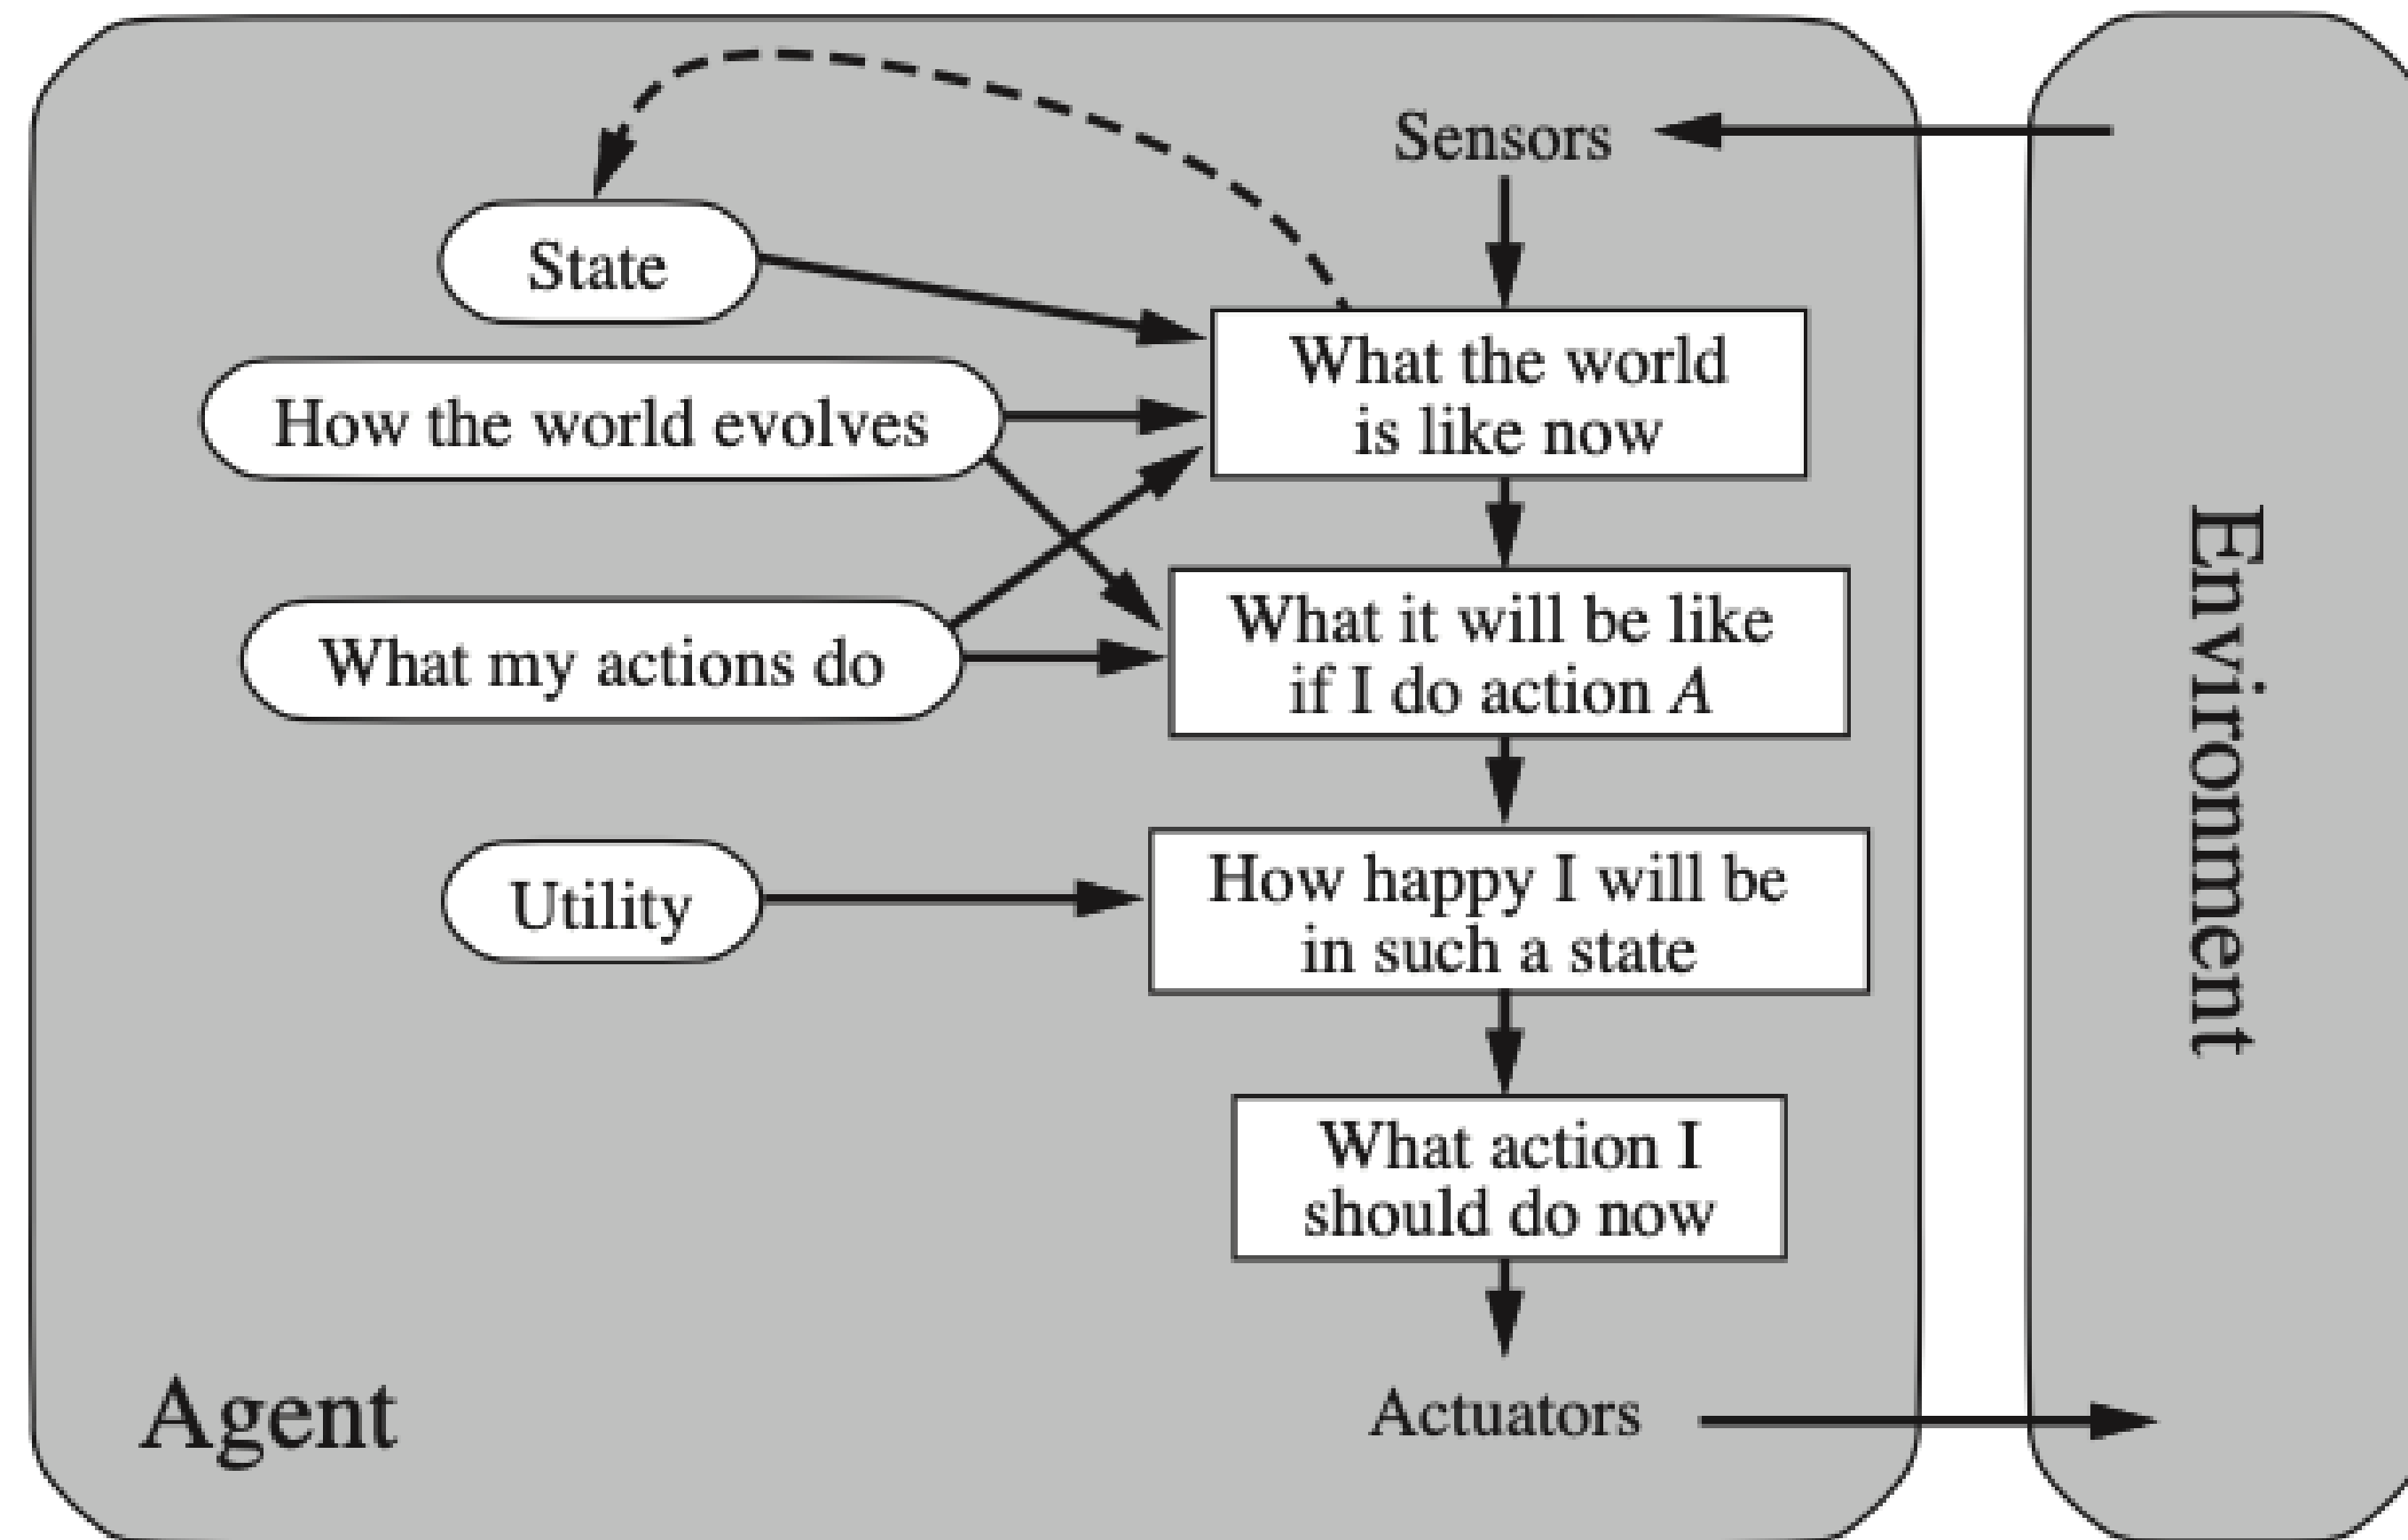 Sensors
State
What the world
is like now
How the world evolves
What it will be like
if I do action A
What my actions do
How happy I will be
in such a state
Utility
What action I
should do now
Actuators
Agent
Environment